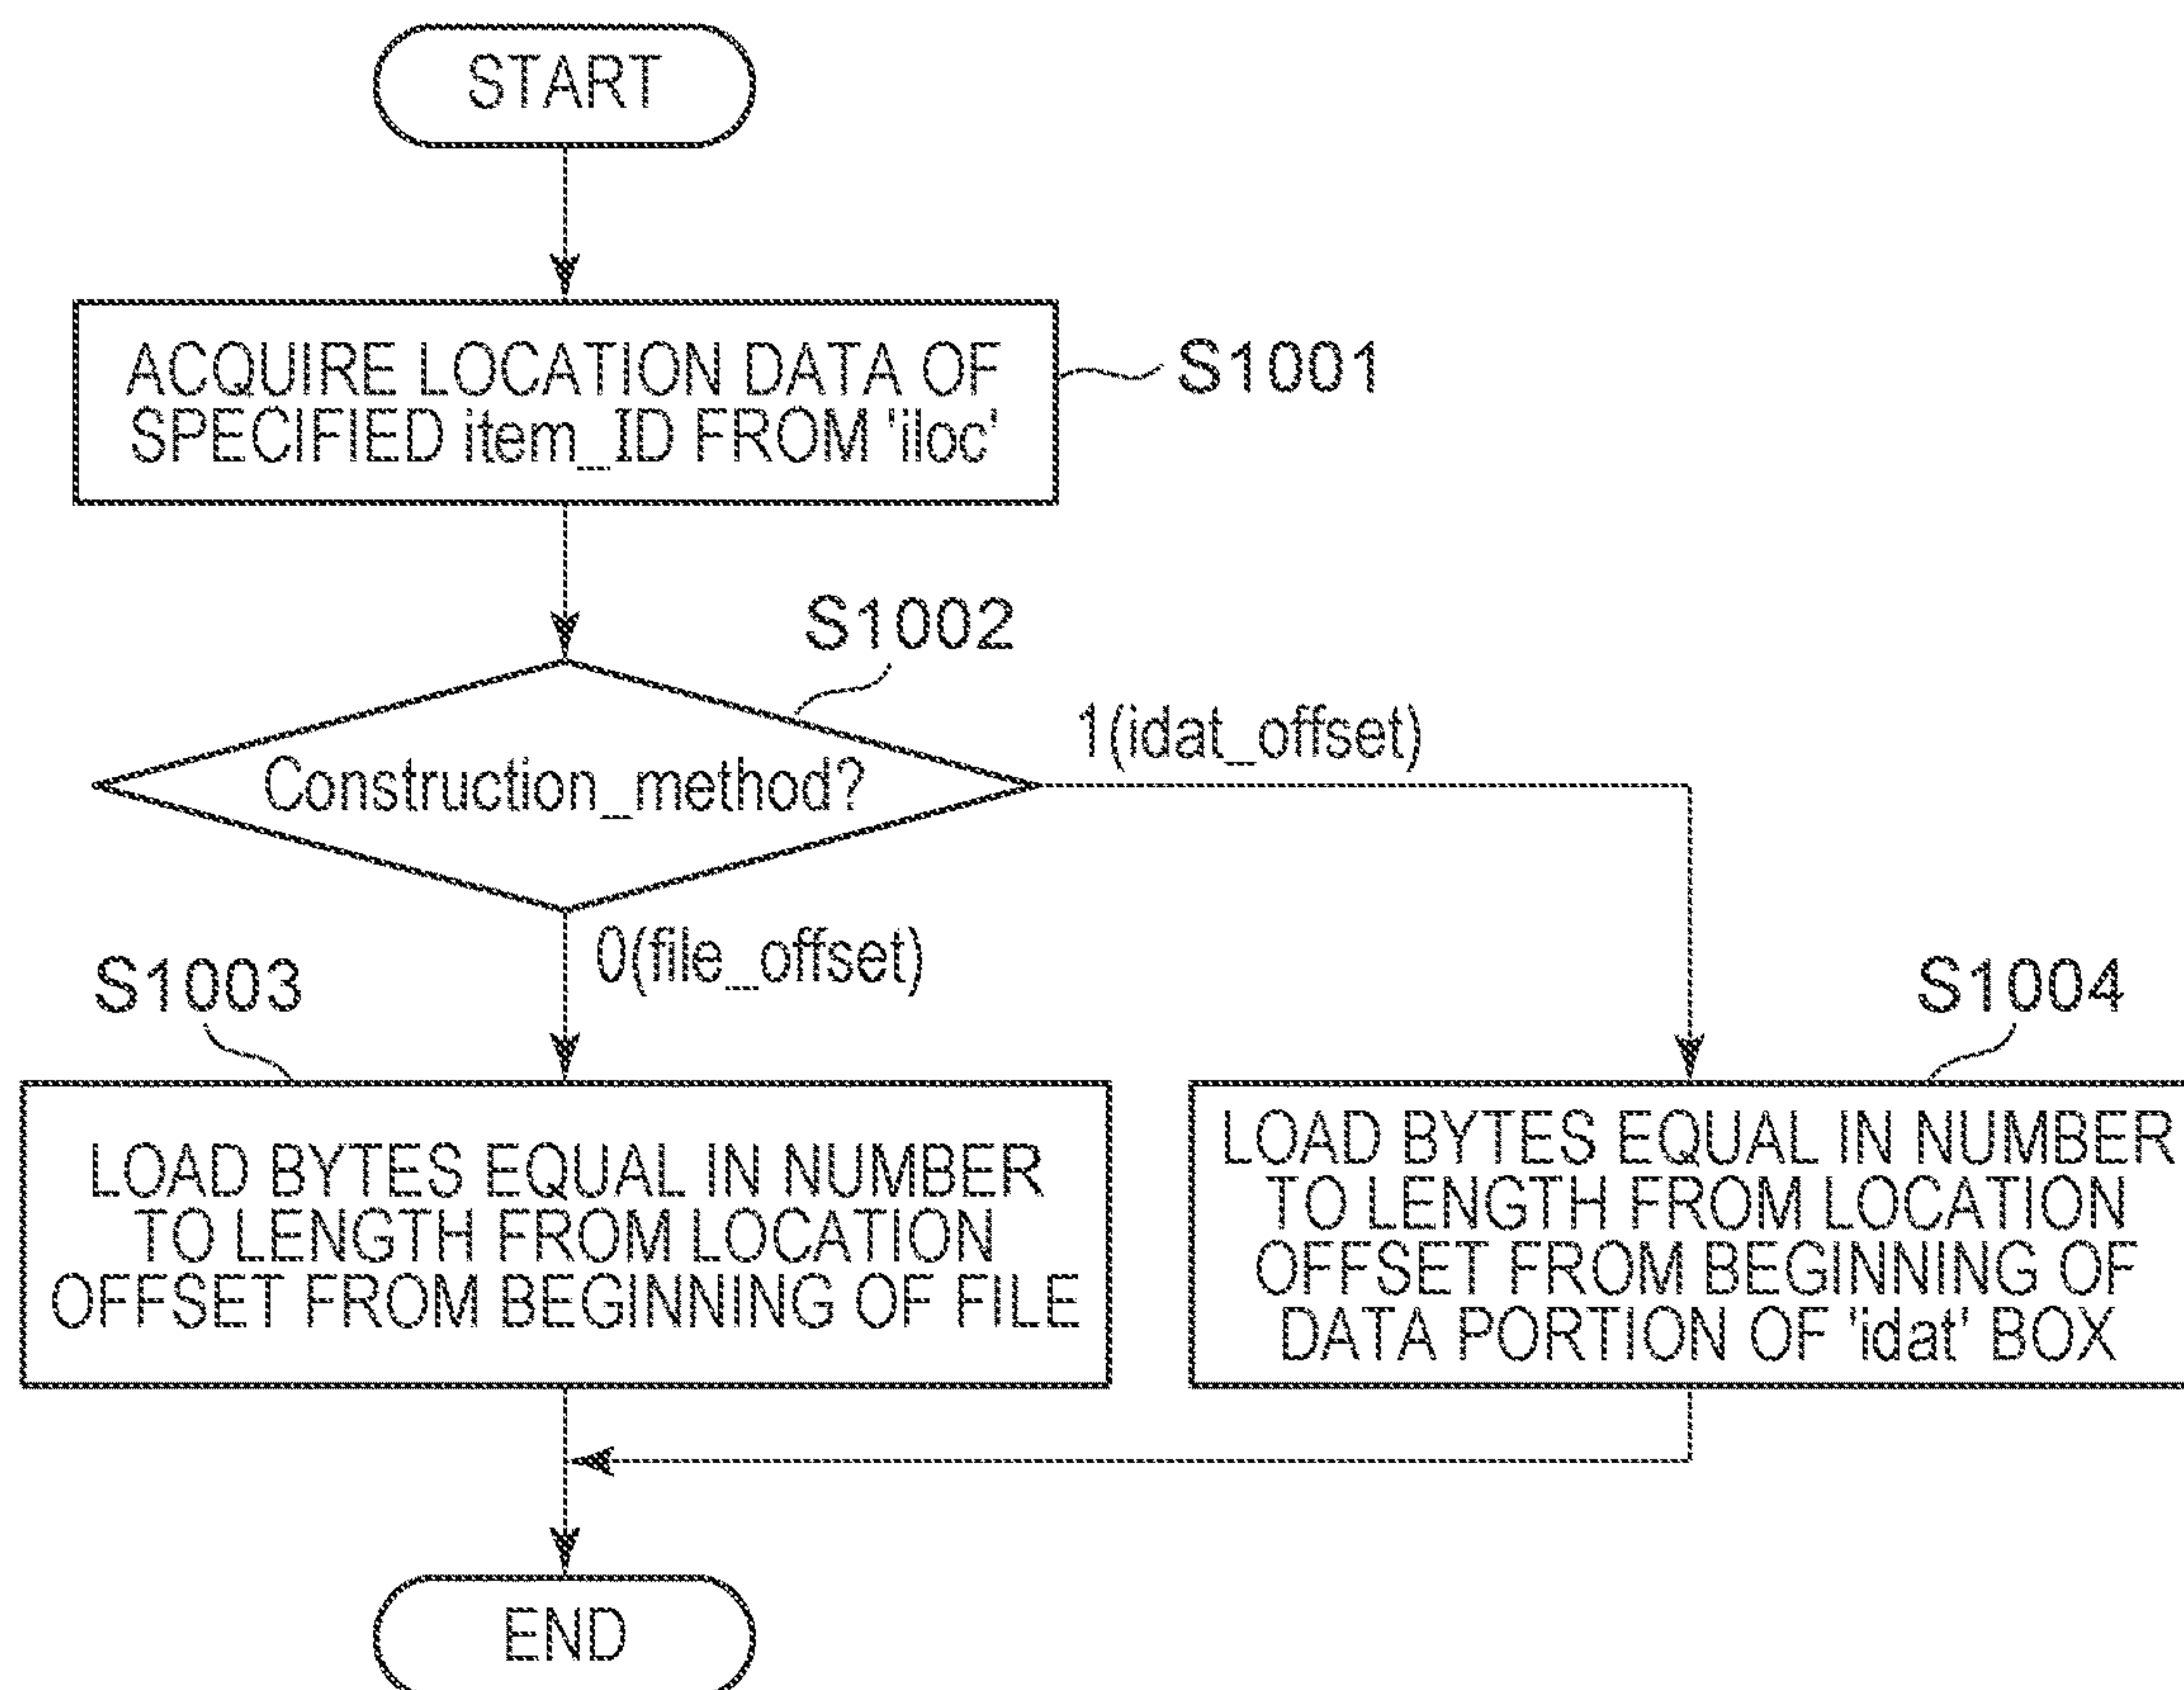 START
ACQUIRE LOCATION DATA OF
SPECIFIED item_ID FROM 'iloc'
S1001
S1002
Construction_method?
1(idat_offset)
0(file_offset)
S1003
LOAD BYTES EQUAL IN NUMBER
TO LENGTH FROM LOCATION
OFFSET FROM BEGINNING OF FILE
S1004
LOAD BYTES EQUAL IN NUMBER
TO LENGTH FROM LOCATION
OFFSET FROM BEGINNING OF
DATA PORTION OF 'idat' BOX
END